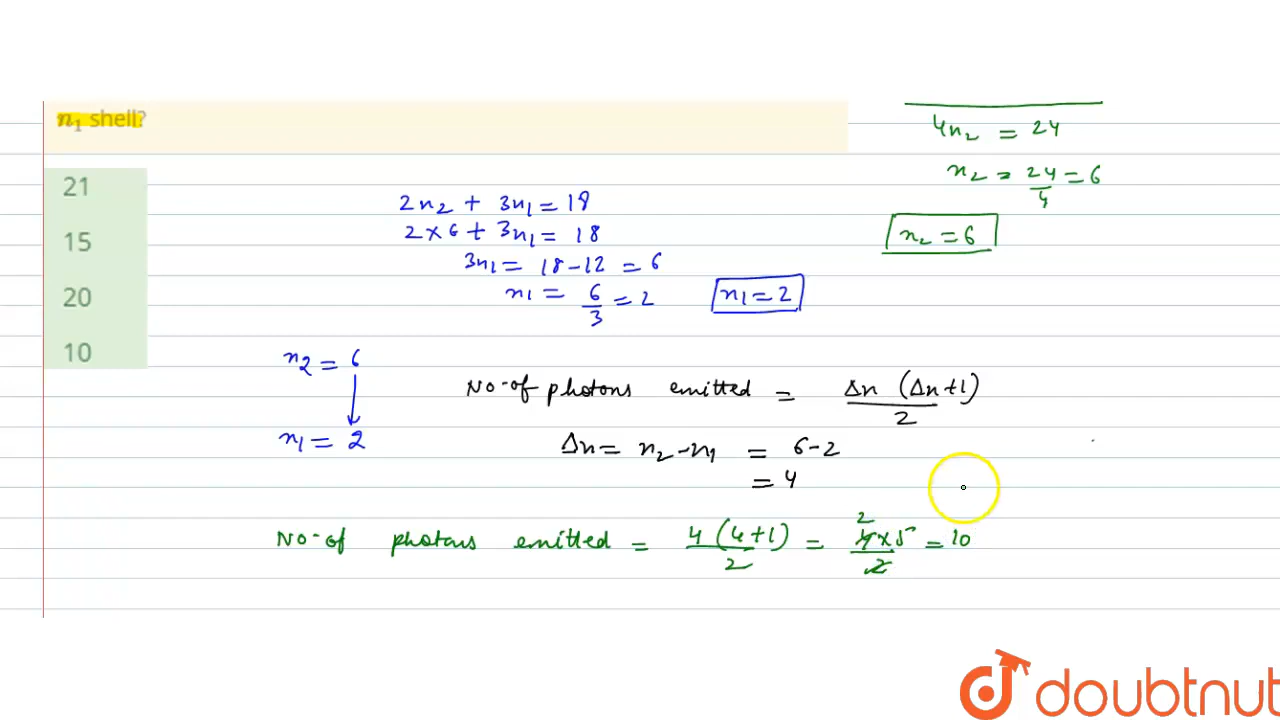 n₁ shell?
21
15
20
10
4n₂ = 24
n₂ = 24/4 = 6
n₂ = 6
2n₂ + 3n₁ = 18
2×6 + 3n₁ = 18
3n₁ = 18-12 = 6
n₁ = 6/3 = 2
n₁ = 2
n₂ = 6
n₁ = 2
No-of photons emitted = Δn (Δn+1)/2
Δn = n₂-n₁ = 6-2
= 4
No-of photons emitted = 4(4+1)/2 = 2 4×5/2 = 10
doubtnut